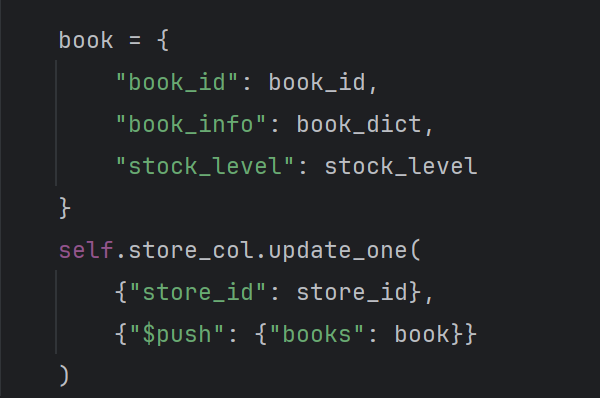 book = {
    "book_id": book_id,
    "book_info": book_dict,
    "stock_level": stock_level
}
self.store_col.update_one(
    {"store_id": store_id},
    {"$push": {"books": book}}
)